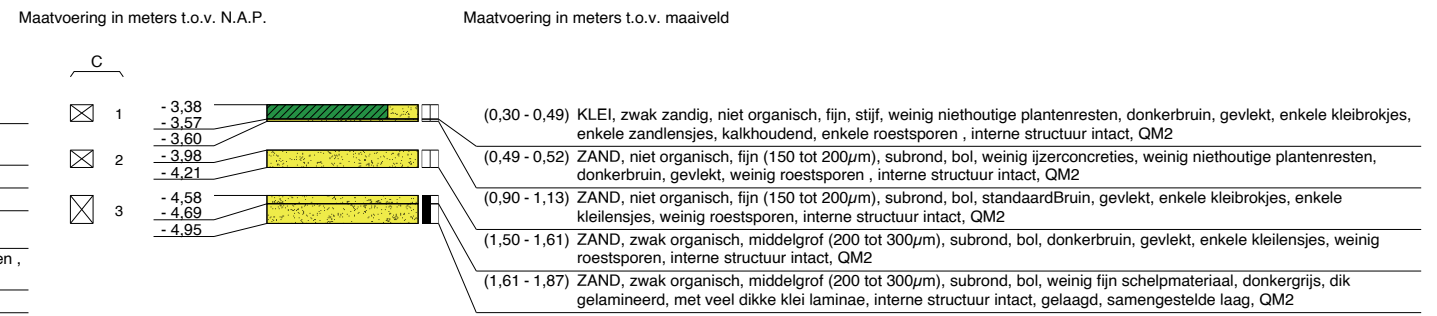 Maatvoering in meters t.o.v. N.A.P.
Maatvoering in meters t.o.v. maaiveld
C
1
- 3,38
- 3,57
- 3,60
2
- 3,98
- 4,21
3
- 4,58
- 4,69
- 4,95
en ,
(0,30 - 0,49) KLEI, zwak zandig, niet organisch, fijn, stijf, weinig niethoutige plantenresten, donkerbruin, gevlekt, enkele kleibrokjes,
enkele zandlensjes, kalkhoudend, enkele roestsporen , interne structuur intact, QM2
(0,49 - 0,52) ZAND, niet organisch, fijn (150 tot 200µm), subrond, bol, weinig ijzerconcreties, weinig niethoutige plantenresten,
donkerbruin, gevlekt, weinig roestsporen , interne structuur intact, QM2
(0,90 - 1,13) ZAND, niet organisch, fijn (150 tot 200µm), subrond, bol, standaardBruin, gevlekt, enkele kleibrokjes, enkele
kleilensjes, weinig roestsporen, interne structuur intact, QM2
(1,50 - 1,61) ZAND, zwak organisch, middelgrof (200 tot 300µm), subrond, bol, donkerbruin, gevlekt, enkele kleilensjes, weinig
roestsporen, interne structuur intact, QM2
(1,61 - 1,87) ZAND, zwak organisch, middelgrof (200 tot 300µm), subrond, bol, weinig fijn schelpmateriaal, donkergrijs, dik
gelamineerd, met veel dikke klei laminae, interne structuur intact, gelaagd, samengestelde laag, QM2